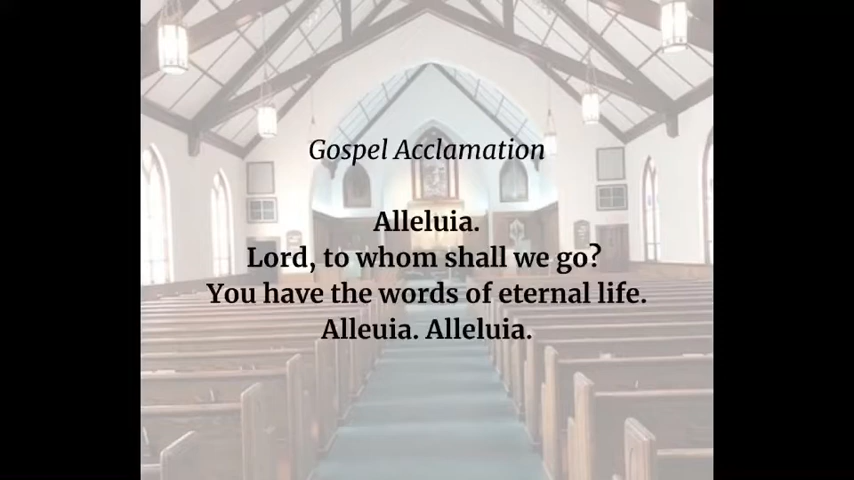 Gospel Acclamation
Alleluia.
Lord, to whom shall we go?
You have the words of eternal life.
Alleuia. Alleluia.